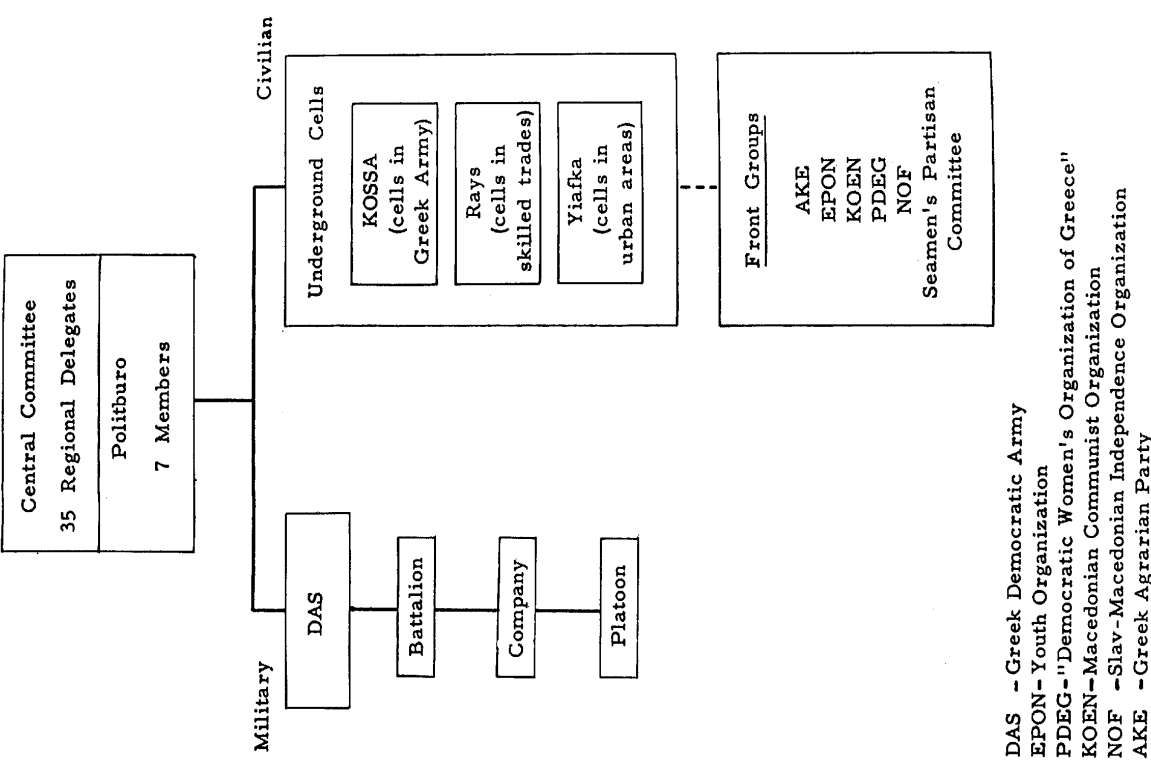 Central Committee
35 Regional Delegates
Politburo
7 Members
Military
Civilian
DAS
Battalion
Company
Platoon
Underground Cells
KOSSA
(cells in
Greek Army)
Rays
(cells in
skilled trades)
Yiafka
(cells in
urban areas)
Front Groups
AKE
EPON
KOEN
PDEG
NOF
Seamen's Partisan
Committee
DAS -Greek Democratic Army
EPON-Youth Organization
PDEG-"Democratic Women's Organization of Greece"
KOEN-Macedonian Communist Organization
NOF -Slav-Macedonian Independence Organization
AKE -Greek Agrarian Party